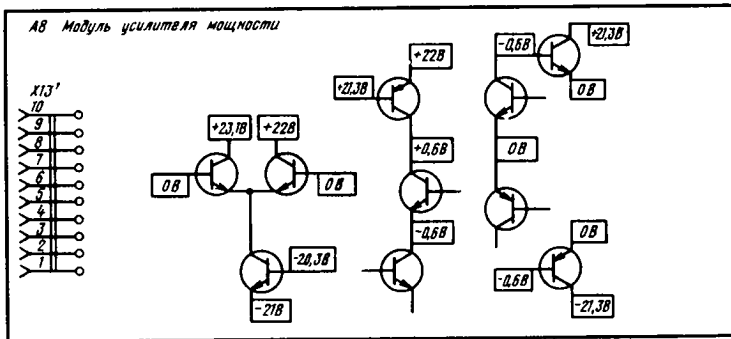 А8 Модуль усилителя мощности
X13'
10
9
8
7
6
5
4
3
2
1
+23,1В
+22В
0В
0В
-20,3В
-21В
+22В
+21,3В
+0,6В
-0,6В
-0,6В
+21,3В
0В
0В
0В
-0,6В
-21,3В